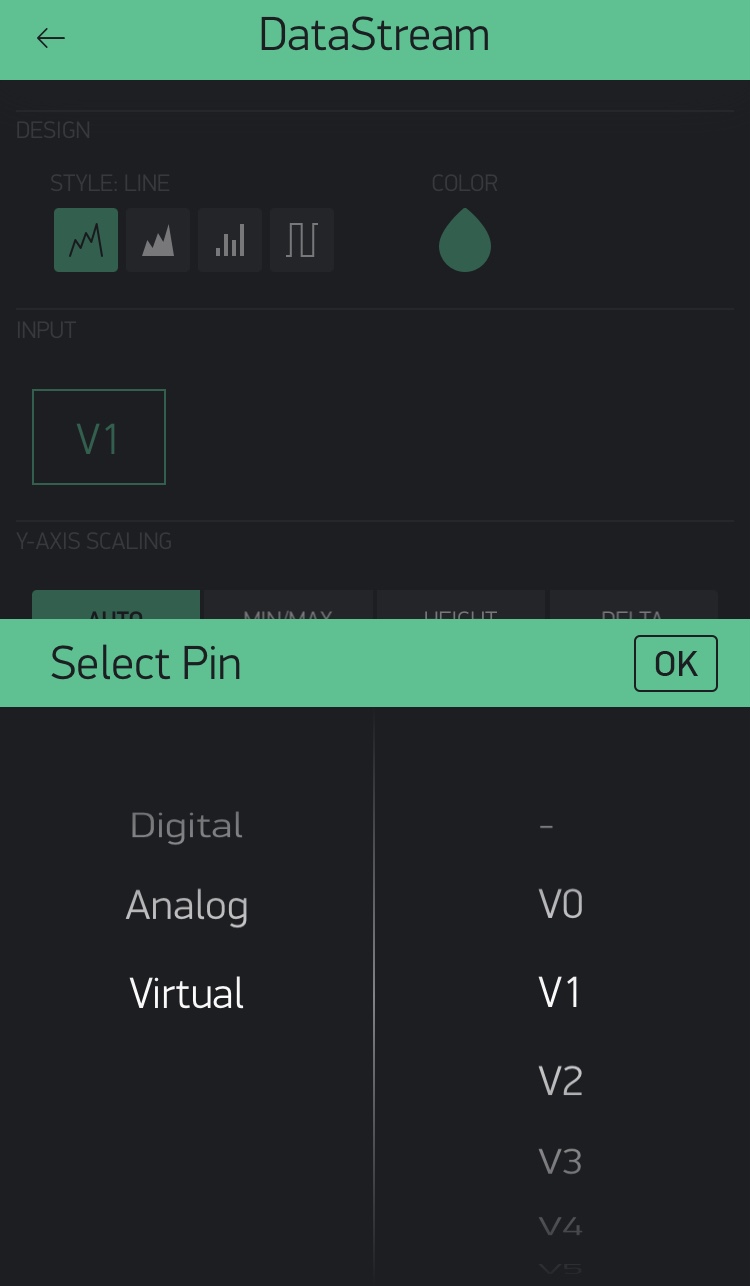 DataStream
DESIGN
STYLE: LINE
COLOR
INPUT
V1
Y-AXIS SCALING
AUTO
MIN/MAX
HEIGHT
DELTA
Select Pin
OK
Digital
-
Analog
V0
Virtual
V1
V2
V3
V4
V5